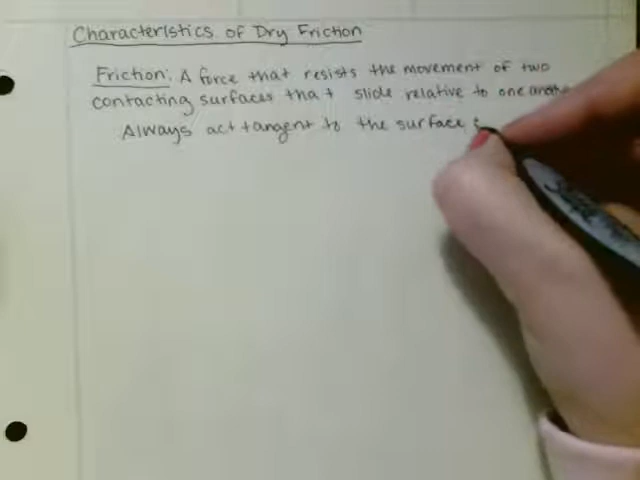 Characteristics of Dry Friction
Friction: A force that resists the movement of two
contacting surfaces that slide relative to one
Always act tangent to the surface